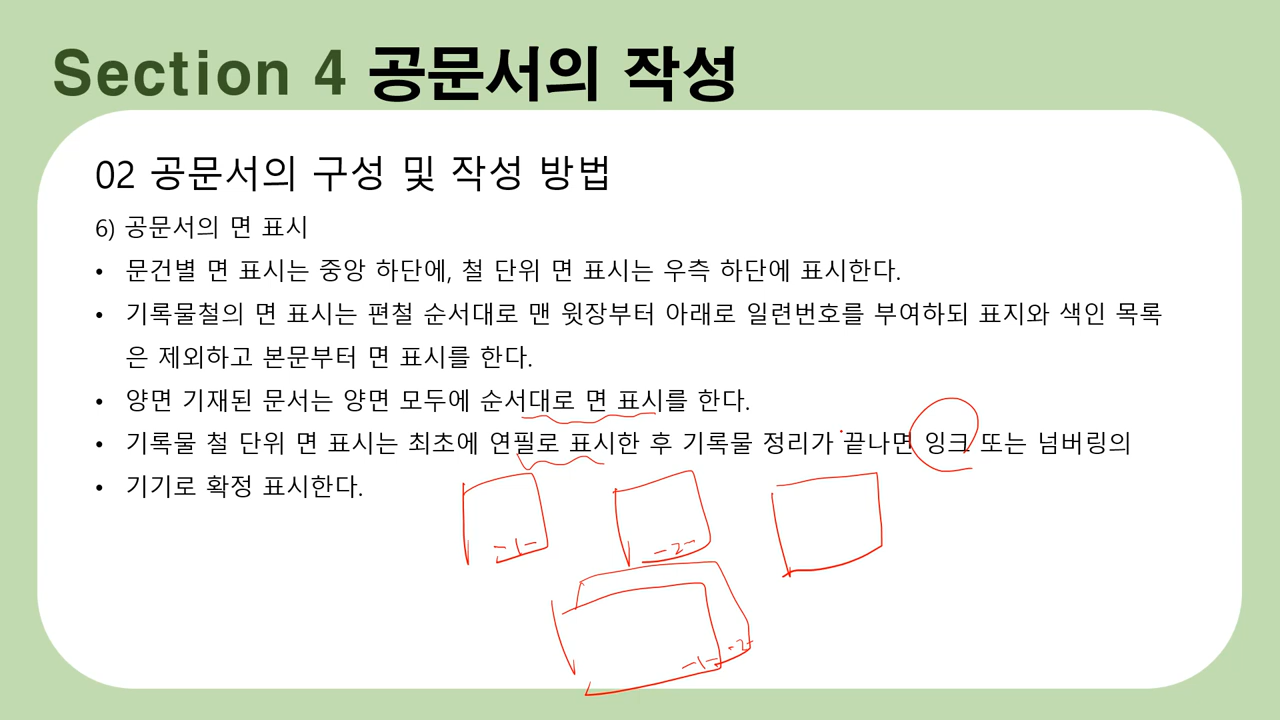 Section 4 공문서의 작성
02 공문서의 구성 및 작성 방법
6) 공문서의 면 표시
• 문건별 면 표시는 중앙 하단에, 철 단위 면 표시는 우측 하단에 표시한다.
• 기록물철의 면 표시는 편철 순서대로 맨 윗장부터 아래로 일련번호를 부여하되 표지와 색인 목록
은 제외하고 본문부터 면 표시를 한다.
• 양면 기재된 문서는 양면 모두에 순서대로 면 표시를 한다.
• 기록물 철 단위 면 표시는 최초에 연필로 표시한 후 기록물 정리가 끝나면 잉크 또는 넘버링의
• 기기로 확정 표시한다.
-1- -2-
-1- -2-